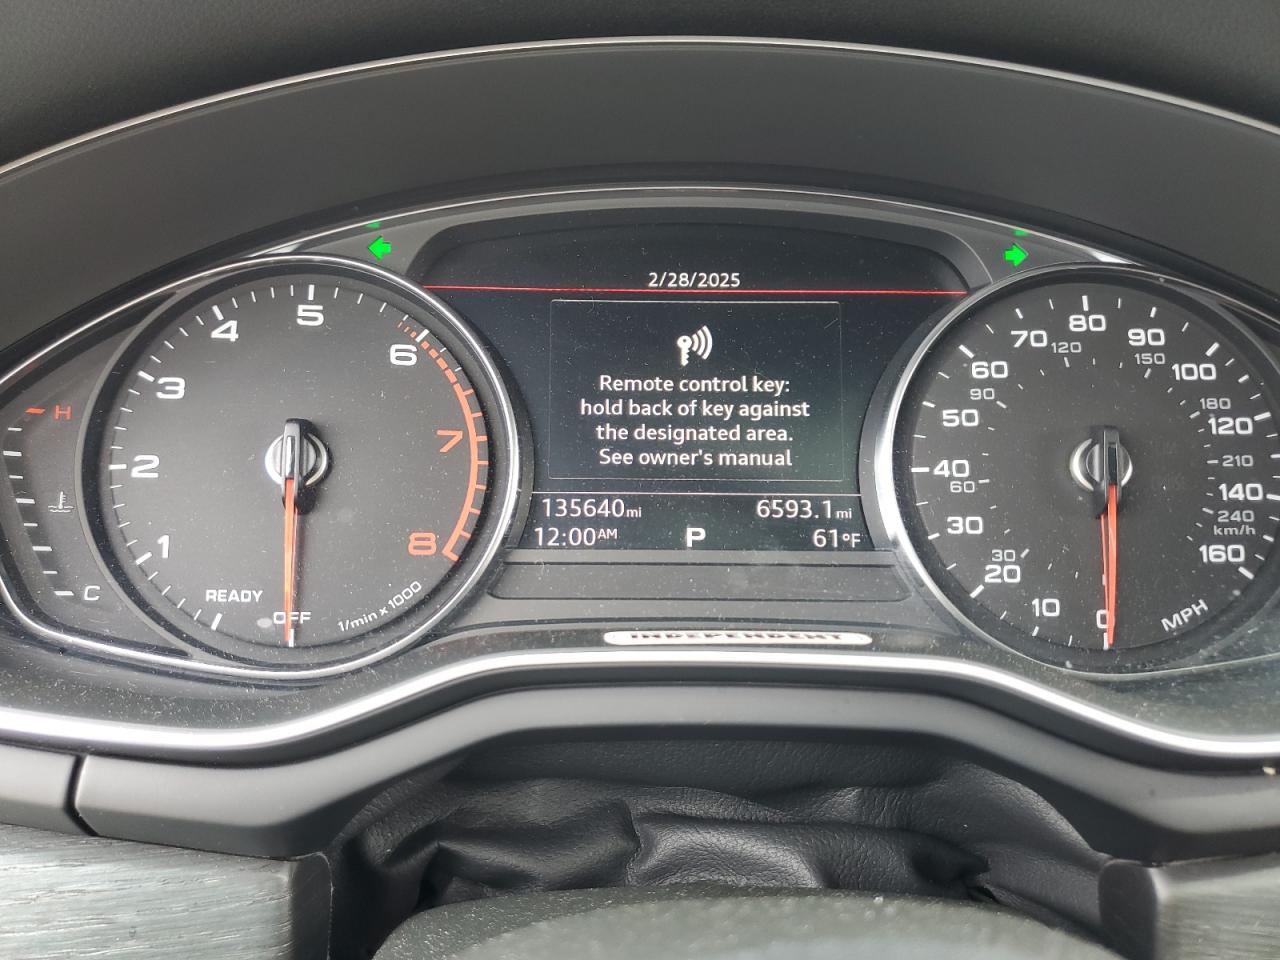 2/28/2025
Remote control key:
hold back of key against
the designated area.
See owner's manual
135640mi 6593.1mi
12:00AM P 61°F
H
C
1
2
3
4
5
6
7
8
READY
OFF
1/min x 1000
0
10
20
30
30
40
50
60
60
90
70
80
120
90
150
100
180
120
210
140
240
km/h
160
MPH
INDEPENDENT